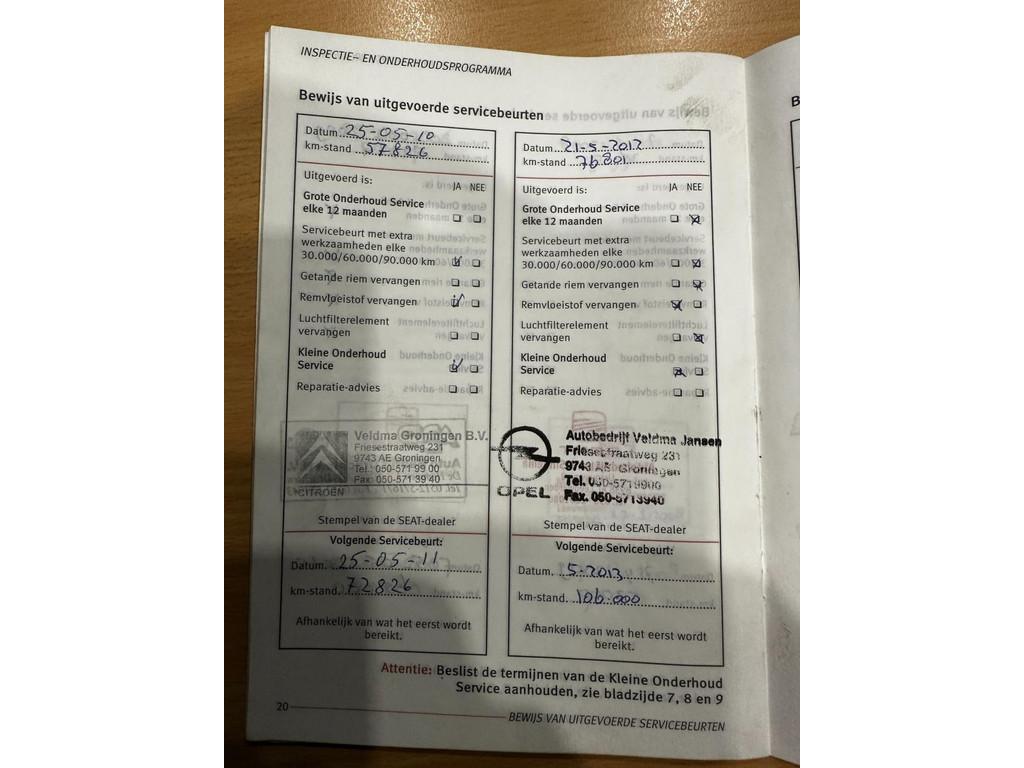 INSPECTIE- EN ONDERHOUDSPROGRAMMA
Bewijs van uitgevoerde servicebeurten
Datum 25-05-10
km-stand 57826
Uitgevoerd is: JA NEE
Grote Onderhoud Service
elke 12 maanden
Servicebeurt met extra
werkzaamheden elke
30.000/60.000/90.000 km
Getande riem vervangen
Remvloeistof vervangen
Luchtfilterelement
vervangen
Kleine Onderhoud
Service
Reparatie-advies
Veldma Groningen B.V.
Friesestraatweg 231
9743 AE Groningen
Tel.: 050-571 99 00
Fax: 050-571 39 40
CITROËN
Stempel van de SEAT-dealer
Volgende Servicebeurt:
Datum. 25-05-11
km-stand. 72826
Afhankelijk van wat het eerst wordt
bereikt.
Datum 21-5-2012
km-stand 76801
Uitgevoerd is: JA NEE
Grote Onderhoud Service
elke 12 maanden
Servicebeurt met extra
werkzaamheden elke
30.000/60.000/90.000 km
Getande riem vervangen
Remvloeistof vervangen
Luchtfilterelement
vervangen
Kleine Onderhoud
Service
Reparatie-advies
OPEL
Autobedrijf Veldma Jansen
Friesestraatweg 231
9743 AE Groningen
Tel. 050-5719900
Fax. 050-5713940
Stempel van de SEAT-dealer
Volgende Servicebeurt:
Datum. 5-2013
km-stand. 106.000
Afhankelijk van wat het eerst wordt
bereikt.
Attentie: Beslist de termijnen van de Kleine Onderhoud
Service aanhouden, zie bladzijde 7, 8 en 9
20
BEWIJS VAN UITGEVOERDE SERVICEBEURTEN
B